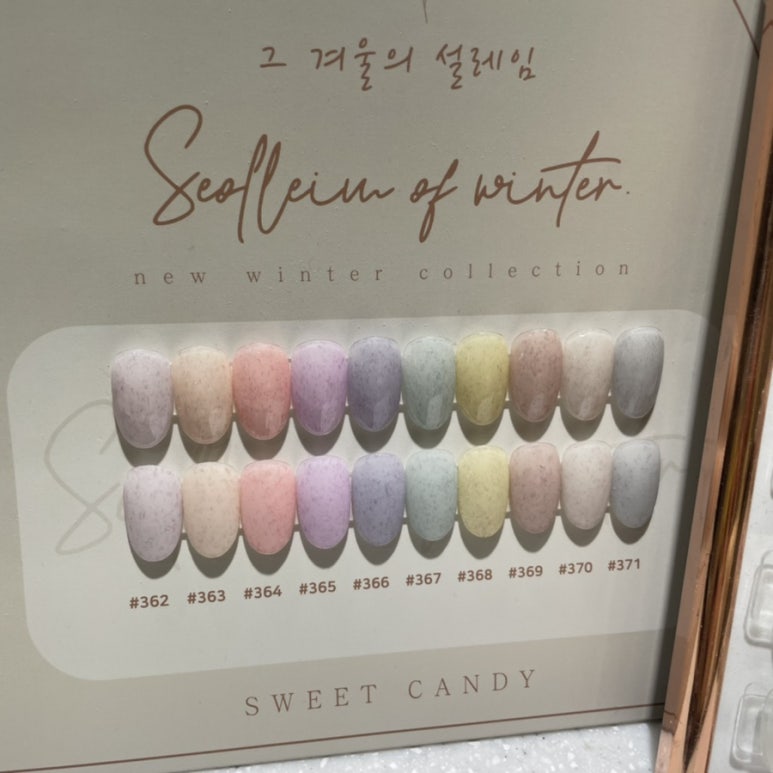 그 겨울의 설레임
Seolleim of winter.
new winter collection
#362 #363 #364 #365 #366 #367 #368 #369 #370 #371
SWEET CANDY